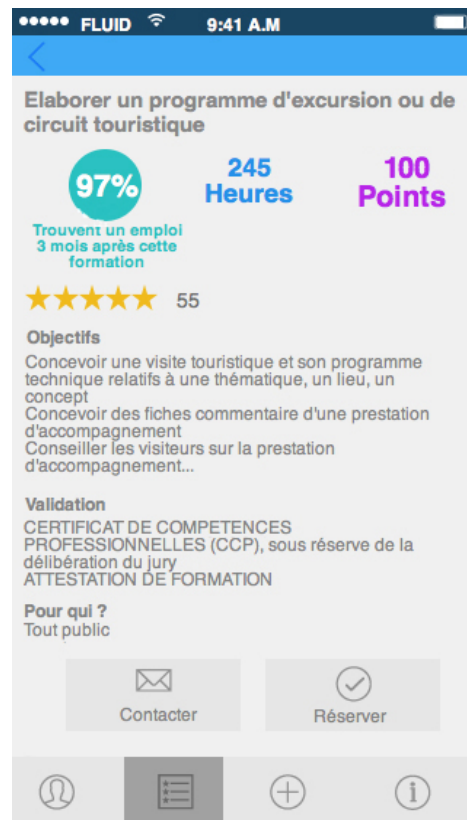 FLUID 9:41 A.M
Elaborer un programme d'excursion ou de
circuit touristique
97%
245
Heures
100
Points
Trouvent un emploi
3 mois après cette
formation
55
Objectifs
Concevoir une visite touristique et son programme
technique relatifs à une thématique, un lieu, un
concept
Concevoir des fiches commentaire d'une prestation
d'accompagnement
Conseiller les visiteurs sur la prestation
d'accompagnement...
Validation
CERTIFICAT DE COMPETENCES
PROFESSIONNELLES (CCP), sous réserve de la
délibération du jury
ATTESTATION DE FORMATION
Pour qui ?
Tout public
Contacter
Réserver